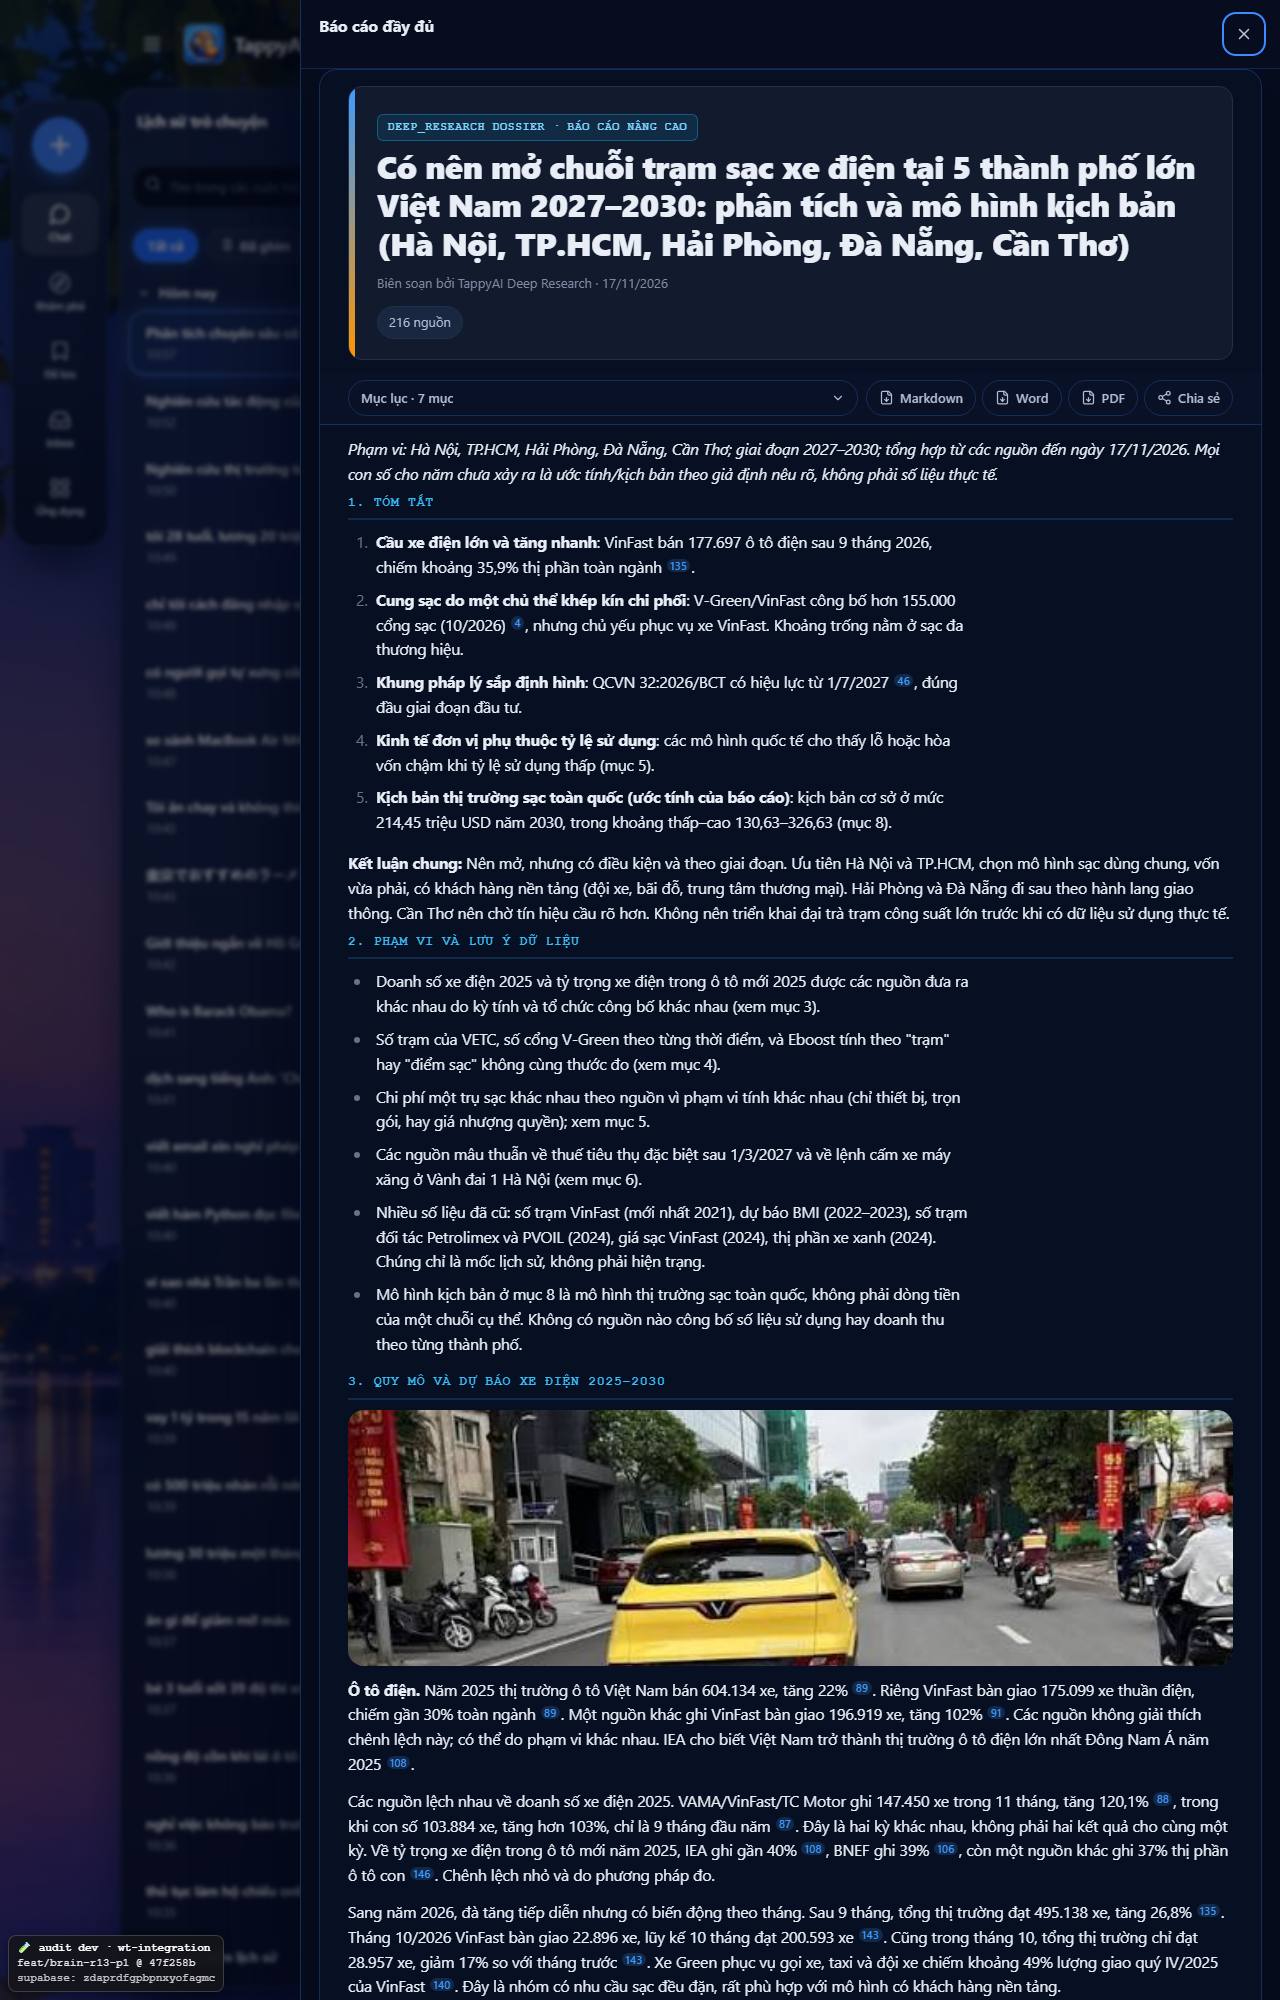 Báo cáo đầy đủ
TappyA
Lịch sử trò chuyện
Tất cả
Chat
Hôm nay
DEEP_RESEARCH DOSSIER · BÁO CÁO NÂNG CAO
Có nên mở chuỗi trạm sạc xe điện tại 5 thành phố lớn
Việt Nam 2027–2030: phân tích và mô hình kịch bản
(Hà Nội, TP.HCM, Hải Phòng, Đà Nẵng, Cần Thơ)
Biên soạn bởi TappyAI Deep Research · 17/11/2026
216 nguồn
Mục lục · 7 mục
Markdown
Word
PDF
Chia sẻ
Phạm vi: Hà Nội, TP.HCM, Hải Phòng, Đà Nẵng, Cần Thơ; giai đoạn 2027–2030; tổng hợp từ các nguồn đến ngày 17/11/2026. Mọi
con số cho năm chưa xảy ra là ước tính/kịch bản theo giả định nêu rõ, không phải số liệu thực tế.
1. TÓM TẮT
1. Cầu xe điện lớn và tăng nhanh: VinFast bán 177.697 ô tô điện sau 9 tháng 2026,
chiếm khoảng 35,9% thị phần toàn ngành 135.
2. Cung sạc do một chủ thể khép kín chi phối: V-Green/VinFast công bố hơn 155.000
cổng sạc (10/2026) 4, nhưng chủ yếu phục vụ xe VinFast. Khoảng trống nằm ở sạc đa
thương hiệu.
3. Khung pháp lý sắp định hình: QCVN 32:2026/BCT có hiệu lực từ 1/7/2027 46, đúng
đầu giai đoạn đầu tư.
4. Kinh tế đơn vị phụ thuộc tỷ lệ sử dụng: các mô hình quốc tế cho thấy lỗ hoặc hòa
vốn chậm khi tỷ lệ sử dụng thấp (mục 5).
5. Kịch bản thị trường sạc toàn quốc (ước tính của báo cáo): kịch bản cơ sở ở mức
214,45 triệu USD năm 2030, trong khoảng thấp–cao 130,63–326,63 (mục 8).
Kết luận chung: Nên mở, nhưng có điều kiện và theo giai đoạn. Ưu tiên Hà Nội và TP.HCM, chọn mô hình sạc dùng chung, vốn
vừa phải, có khách hàng nền tảng (đội xe, bãi đỗ, trung tâm thương mại). Hải Phòng và Đà Nẵng đi sau theo hành lang giao
thông. Cần Thơ nên chờ tín hiệu cầu rõ hơn. Không nên triển khai đại trà trạm công suất lớn trước khi có dữ liệu sử dụng thực tế.
2. PHẠM VI VÀ LƯU Ý DỮ LIỆU
Doanh số xe điện 2025 và tỷ trọng xe điện trong ô tô mới 2025 được các nguồn đưa ra
khác nhau do kỳ tính và tổ chức công bố khác nhau (xem mục 3).
Số trạm của VETC, số cổng V-Green theo từng thời điểm, và Eboost tính theo "trạm"
hay "điểm sạc" không cùng thước đo (xem mục 4).
Chi phí một trụ sạc khác nhau theo nguồn vì phạm vi tính khác nhau (chỉ thiết bị, trọn
gói, hay giá nhượng quyền); xem mục 5.
Các nguồn mâu thuẫn về thuế tiêu thụ đặc biệt sau 1/3/2027 và về lệnh cấm xe máy
xăng ở Vành đai 1 Hà Nội (xem mục 6).
Nhiều số liệu đã cũ: số trạm VinFast (mới nhất 2021), dự báo BMI (2022–2023), số trạm
đối tác Petrolimex và PVOIL (2024), giá sạc VinFast (2024), thị phần xe xanh (2024).
Chúng chỉ là mốc lịch sử, không phải hiện trạng.
Mô hình kịch bản ở mục 8 là mô hình thị trường sạc toàn quốc, không phải dòng tiền
của một chuỗi cụ thể. Không có nguồn nào công bố số liệu sử dụng hay doanh thu
theo từng thành phố.
3. QUY MÔ VÀ DỰ BÁO XE ĐIỆN 2025–2030
Ô tô điện. Năm 2025 thị trường ô tô Việt Nam bán 604.134 xe, tăng 22% 89. Riêng VinFast bàn giao 175.099 xe thuần điện,
chiếm gần 30% toàn ngành 89. Một nguồn khác ghi VinFast bàn giao 196.919 xe, tăng 102% 91. Các nguồn không giải thích
chênh lệch này; có thể do phạm vi khác nhau. IEA cho biết Việt Nam trở thành thị trường ô tô điện lớn nhất Đông Nam Á năm
2025 108.
Các nguồn lệch nhau về doanh số xe điện 2025. VAMA/VinFast/TC Motor ghi 147.450 xe trong 11 tháng, tăng 120,1% 88, trong
khi con số 103.884 xe, tăng hơn 103%, chỉ là 9 tháng đầu năm 87. Đây là hai kỳ khác nhau, không phải hai kết quả cho cùng một
kỳ. Về tỷ trọng xe điện trong ô tô mới năm 2025, IEA ghi gần 40% 108, BNEF ghi 39% 106, còn một nguồn khác ghi 37% thị phần
ô tô con 146. Chênh lệch nhỏ và do phương pháp đo.
Sang năm 2026, đà tăng tiếp diễn nhưng có biến động theo tháng. Sau 9 tháng, tổng thị trường đạt 495.138 xe, tăng 26,8% 135.
Tháng 10/2026 VinFast bàn giao 22.896 xe, lũy kế 10 tháng đạt 200.593 xe 143. Cũng trong tháng 10, tổng thị trường chỉ đạt
28.957 xe, giảm 17% so với tháng trước 143. Xe Green phục vụ gọi xe, taxi và đội xe chiếm khoảng 49% lượng giao quý IV/2025
của VinFast 140. Đây là nhóm có nhu cầu sạc đều đặn, rất phù hợp với mô hình có khách hàng nền tảng.
audit dev · wt-integration
feat/brain-r13-p1 @ 47f258b
supabase: zdaprdfgpbpnxyofagmc